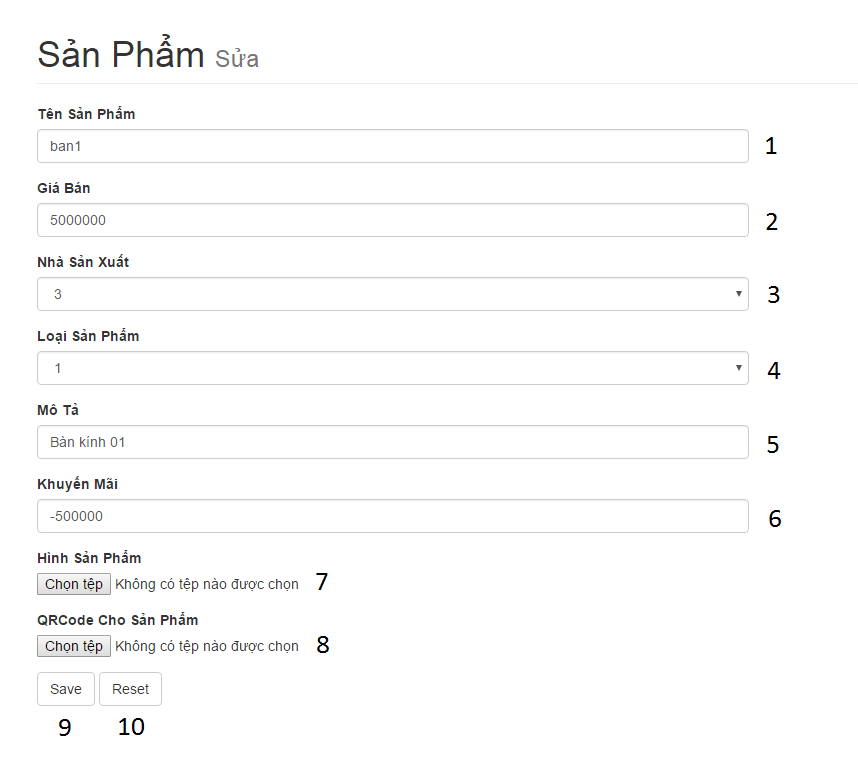 Sản Phẩm Sửa
Tên Sản Phẩm
ban1 1
Giá Bán
5000000 2
Nhà Sản Xuất
3 3
Loại Sản Phẩm
1 4
Mô Tả
Bàn kính 01 5
Khuyến Mãi
-500000 6
Hình Sản Phẩm
Chọn tệp Không có tệp nào được chọn 7
QRCode Cho Sản Phẩm
Chọn tệp Không có tệp nào được chọn 8
Save Reset
9 10